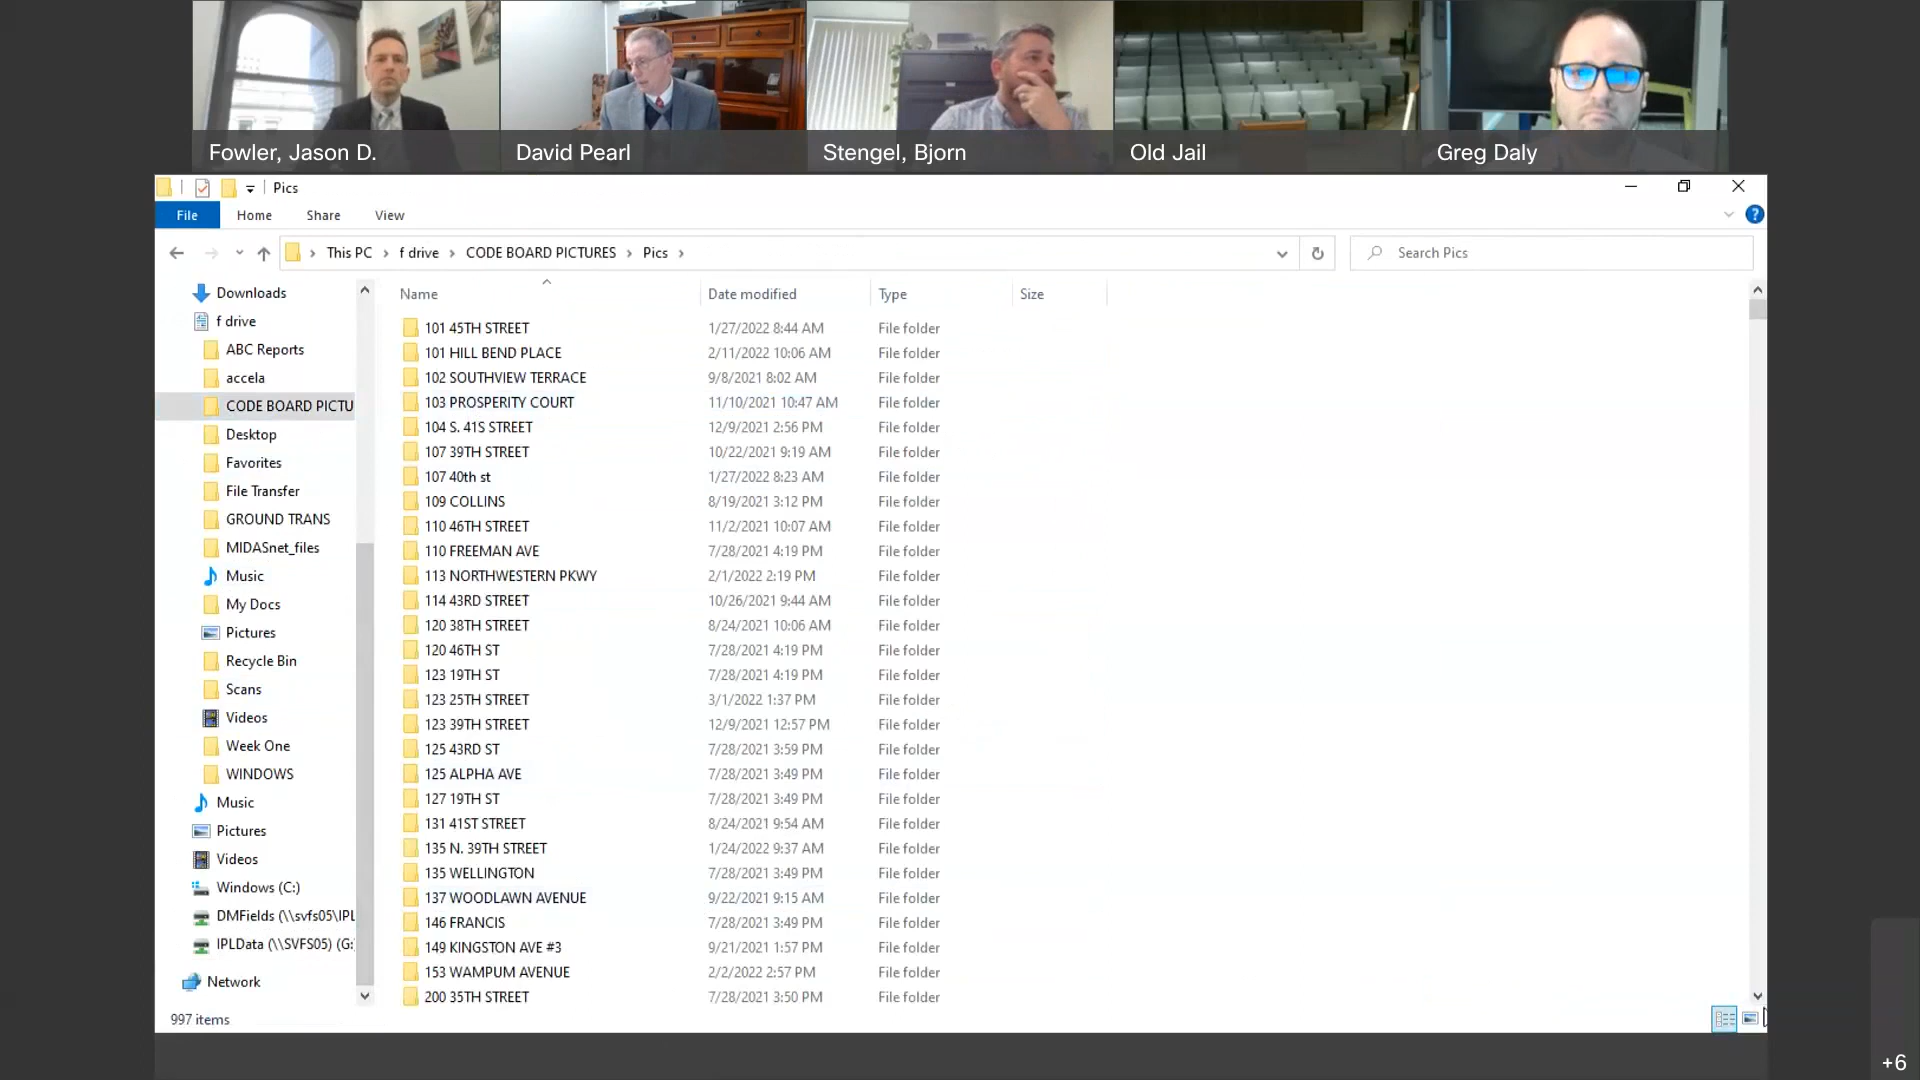 Fowler, Jason D.
David Pearl
Stengel, Bjorn
Old Jail
Greg Daly
Pics
File Home Share View
This PC f drive CODE BOARD PICTURES Pics
Search Pics
Downloads
f drive
ABC Reports
accela
CODE BOARD PICTU
Desktop
Favorites
File Transfer
GROUND TRANS
MIDASnet_files
Music
My Docs
Pictures
Recycle Bin
Scans
Videos
Week One
WINDOWS
Music
Pictures
Videos
Windows (C:)
DMFields (\\svfs05\IPL
IPLData (\\SVFS05) (G:
Network
Name Date modified Type Size
101 45TH STREET 1/27/2022 8:44 AM File folder
101 HILL BEND PLACE 2/11/2022 10:06 AM File folder
102 SOUTHVIEW TERRACE 9/8/2021 8:02 AM File folder
103 PROSPERITY COURT 11/10/2021 10:47 AM File folder
104 S. 41S STREET 12/9/2021 2:56 PM File folder
107 39TH STREET 10/22/2021 9:19 AM File folder
107 40th st 1/27/2022 8:23 AM File folder
109 COLLINS 8/19/2021 3:12 PM File folder
110 46TH STREET 11/2/2021 10:07 AM File folder
110 FREEMAN AVE 7/28/2021 4:19 PM File folder
113 NORTHWESTERN PKWY 2/1/2022 2:19 PM File folder
114 43RD STREET 10/26/2021 9:44 AM File folder
120 38TH STREET 8/24/2021 10:06 AM File folder
120 46TH ST 7/28/2021 4:19 PM File folder
123 19TH ST 7/28/2021 4:19 PM File folder
123 25TH STREET 3/1/2022 1:37 PM File folder
123 39TH STREET 12/9/2021 12:57 PM File folder
125 43RD ST 7/28/2021 3:59 PM File folder
125 ALPHA AVE 7/28/2021 3:49 PM File folder
127 19TH ST 7/28/2021 3:49 PM File folder
131 41ST STREET 8/24/2021 9:54 AM File folder
135 N. 39TH STREET 1/24/2022 9:37 AM File folder
135 WELLINGTON 7/28/2021 3:49 PM File folder
137 WOODLAWN AVENUE 9/22/2021 9:15 AM File folder
146 FRANCIS 7/28/2021 3:49 PM File folder
149 KINGSTON AVE #3 9/21/2021 1:57 PM File folder
153 WAMPUM AVENUE 2/2/2022 2:57 PM File folder
200 35TH STREET 7/28/2021 3:50 PM File folder
997 items
+6